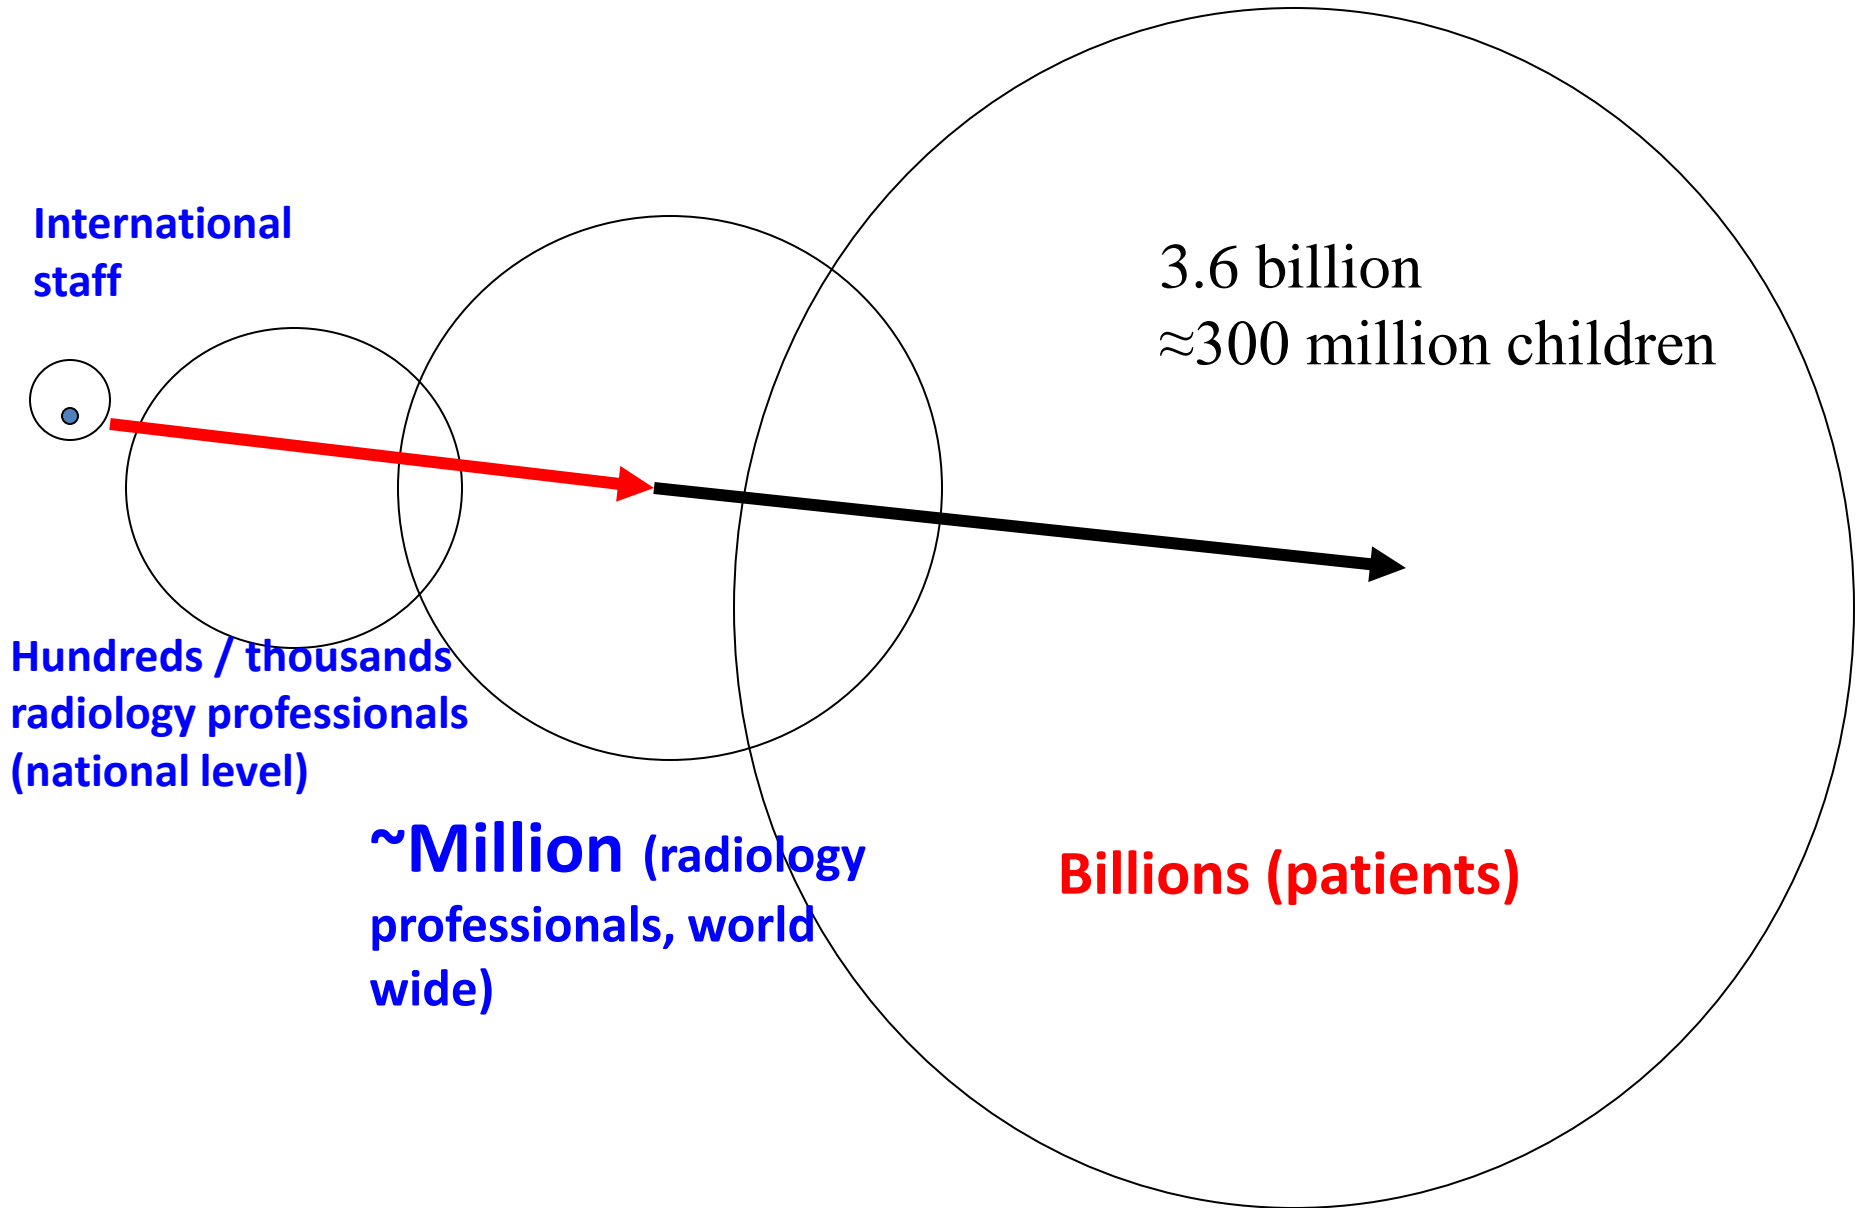 International
staff
3.6 billion
≈300 million children
Hundreds / thousands
radiology professionals
(national level)
~Million (radiology
professionals, world
wide)
Billions (patients)